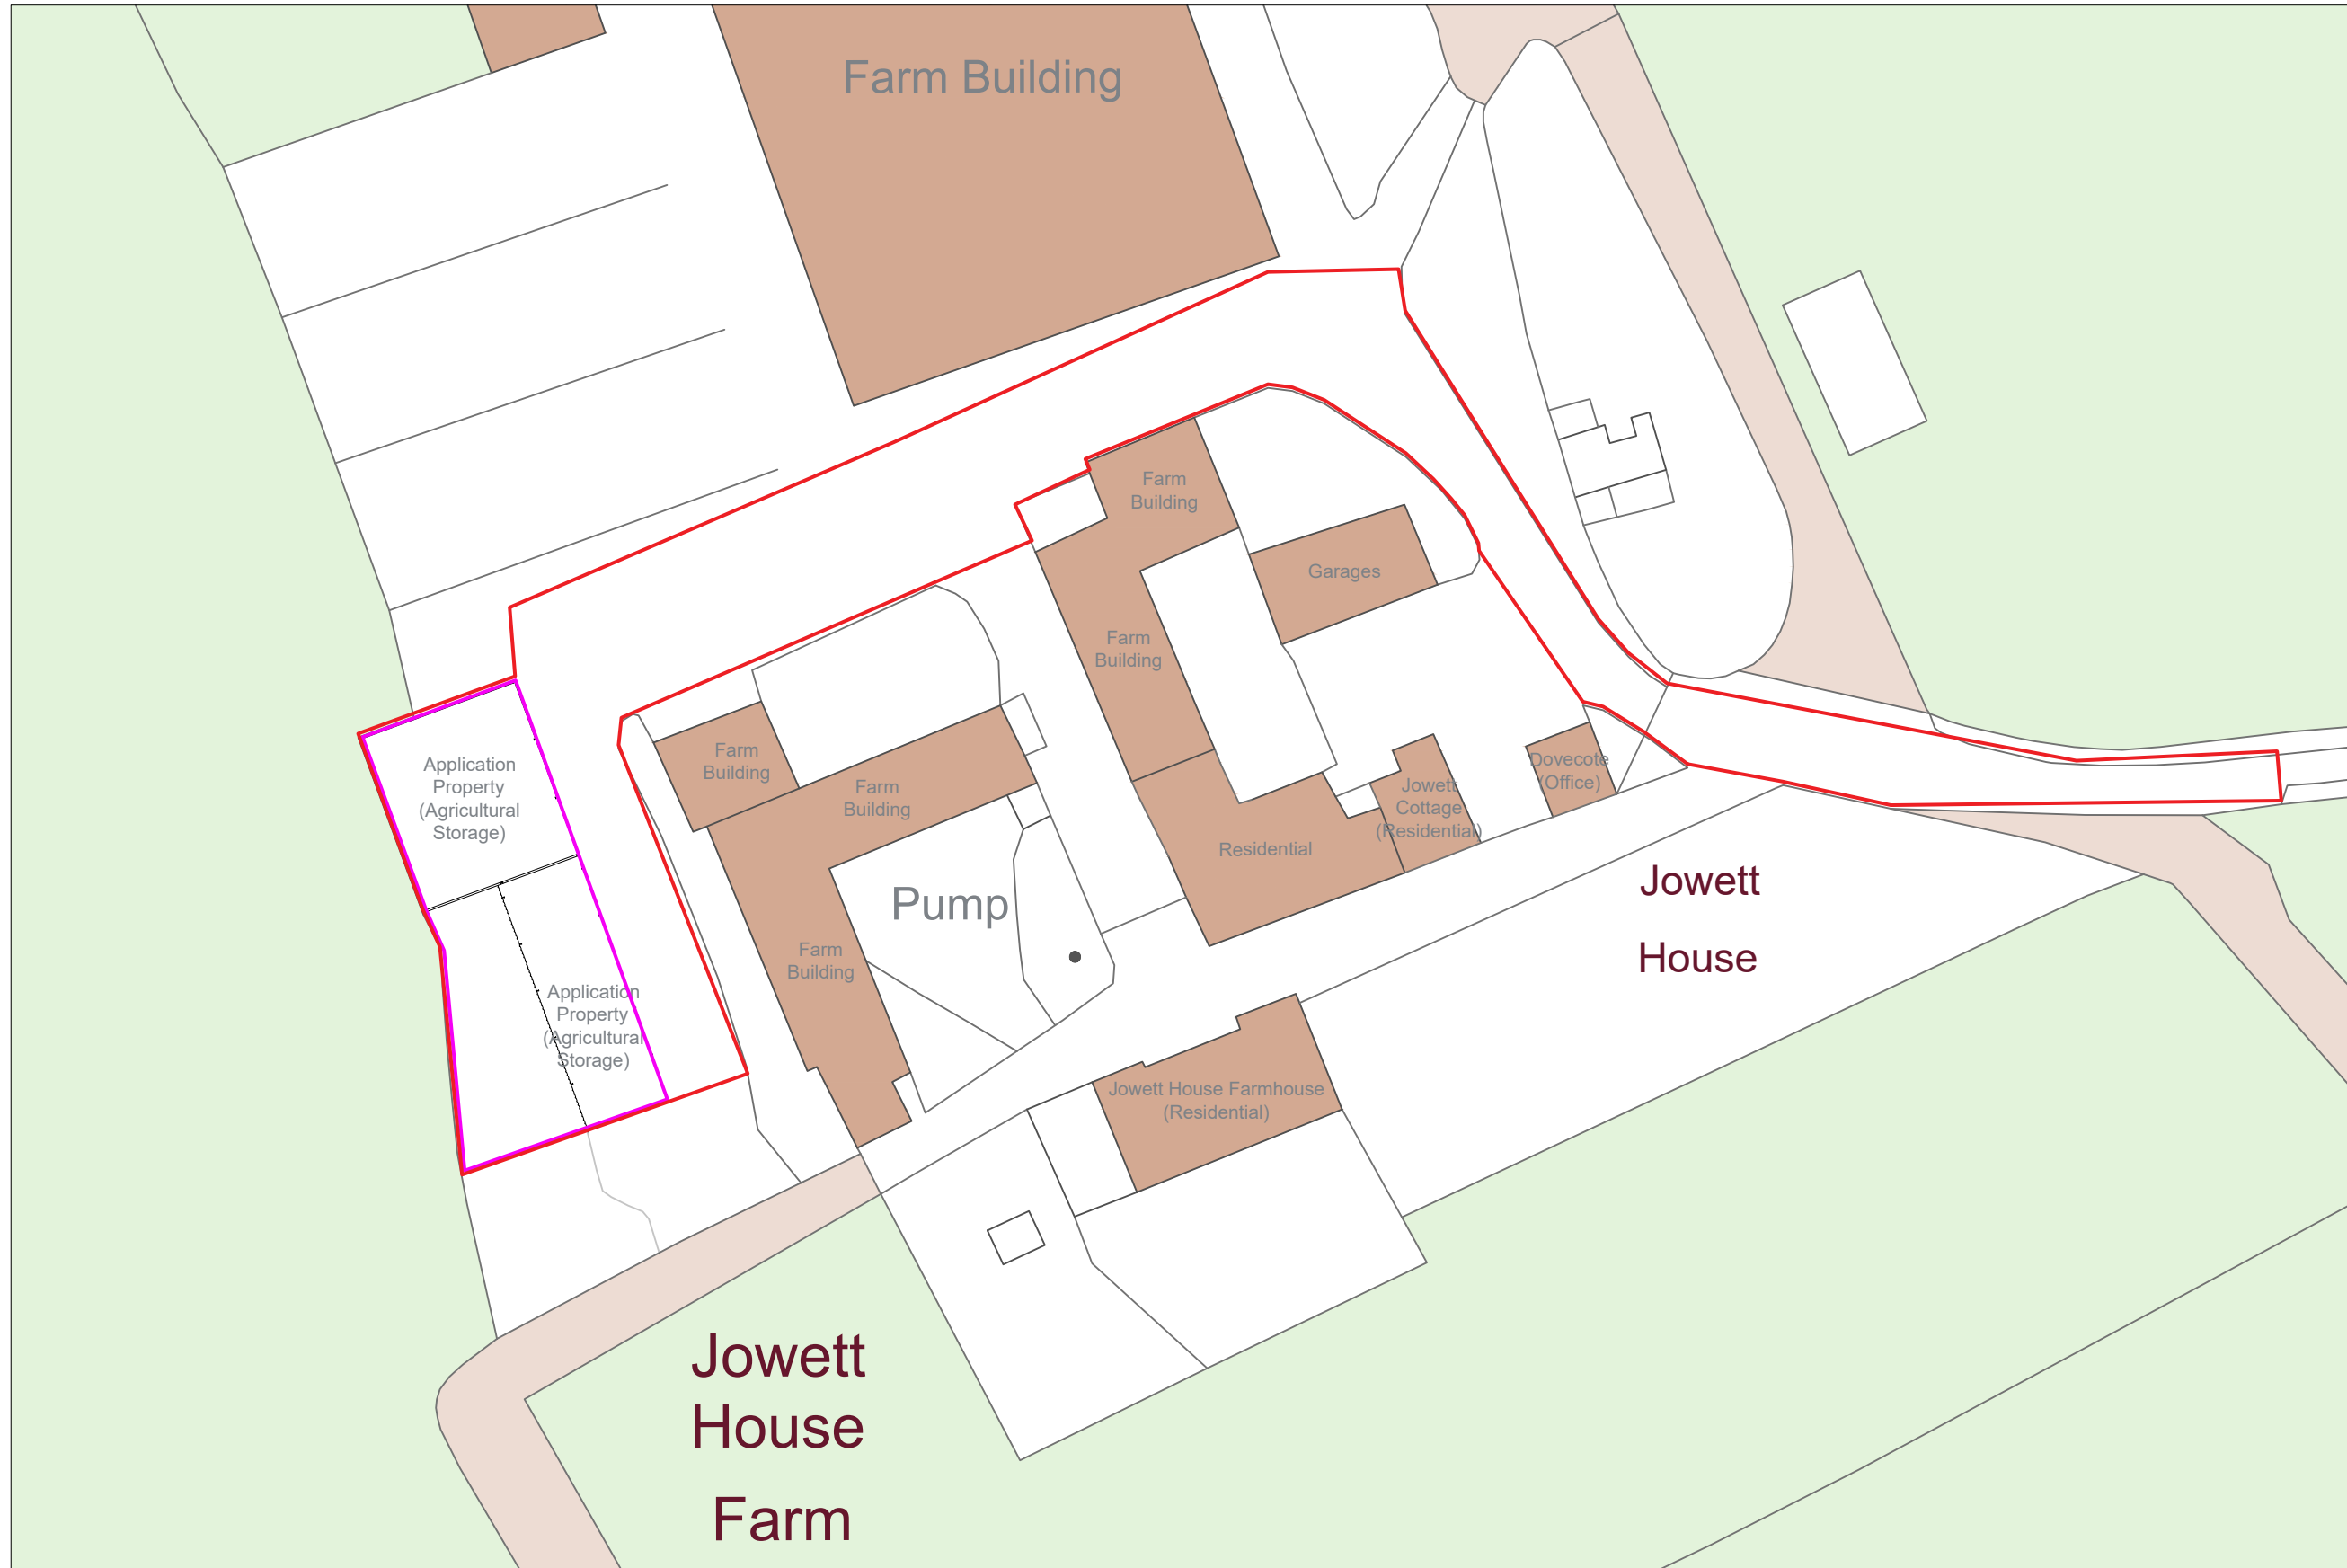 Farm Building
Farm
Building
Garages
Farm
Building
Farm
Building
Farm
Building
Application
Property
(Agricultural
Storage)
Dovecote
(Office)
Jowett
Cottage
(Residential)
Residential
Pump
Jowett
House
Farm
Building
Application
Property
(Agricultural
Storage)
Jowett House Farmhouse
(Residential)
Jowett
House
Farm